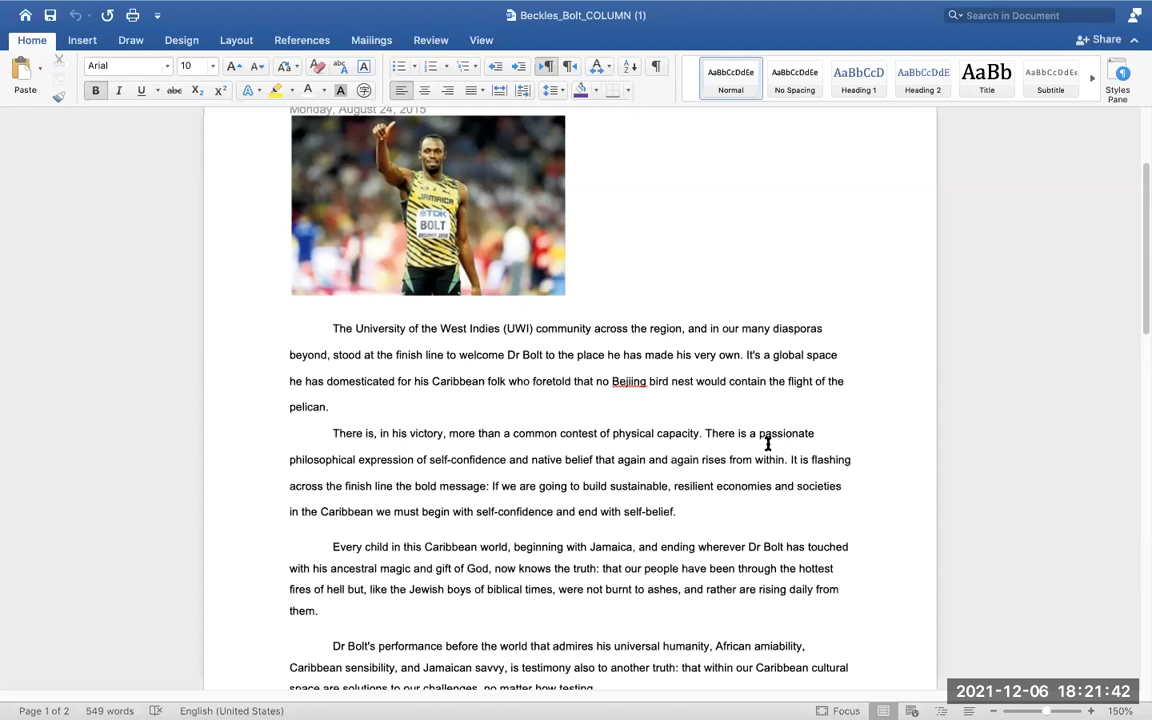 Beckles_Bolt_COLUMN (1)
Search in Document
Home Insert Draw Design Layout References Mailings Review View
Share
Paste
Arial 10
AaBbCcDdEe AaBbCcDdEe AaBbCcD AaBbCcDdE AaBb AaBbCcDdEe
Normal No Spacing Heading 1 Heading 2 Title Subtitle
Styles
Pane
Monday, August 24, 2015
JAMAICA
TDK
BOLT
The University of the West Indies (UWI) community across the region, and in our many diasporas
beyond, stood at the finish line to welcome Dr Bolt to the place he has made his very own. It's a global space
he has domesticated for his Caribbean folk who foretold that no Bejiing bird nest would contain the flight of the
pelican.
There is, in his victory, more than a common contest of physical capacity. There is a passionate
philosophical expression of self-confidence and native belief that again and again rises from within. It is flashing
across the finish line the bold message: If we are going to build sustainable, resilient economies and societies
in the Caribbean we must begin with self-confidence and end with self-belief.
Every child in this Caribbean world, beginning with Jamaica, and ending wherever Dr Bolt has touched
with his ancestral magic and gift of God, now knows the truth: that our people have been through the hottest
fires of hell but, like the Jewish boys of biblical times, were not burnt to ashes, and rather are rising daily from
them.
Dr Bolt's performance before the world that admires his universal humanity, African amiability,
Caribbean sensibility, and Jamaican savvy, is testimony also to another truth: that within our Caribbean cultural
space are solutions to our challenges, no matter how testing.
2021-12-06 18:21:42
Page 1 of 2 549 words English (United States) Focus 150%